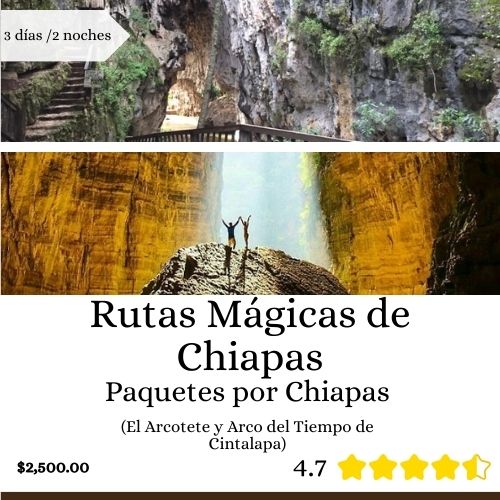 3 días /2 noches
Rutas Mágicas de
Chiapas
Paquetes por Chiapas
(El Arcotete y Arco del Tiempo de
Cintalapa)
$2,500.00
4.7